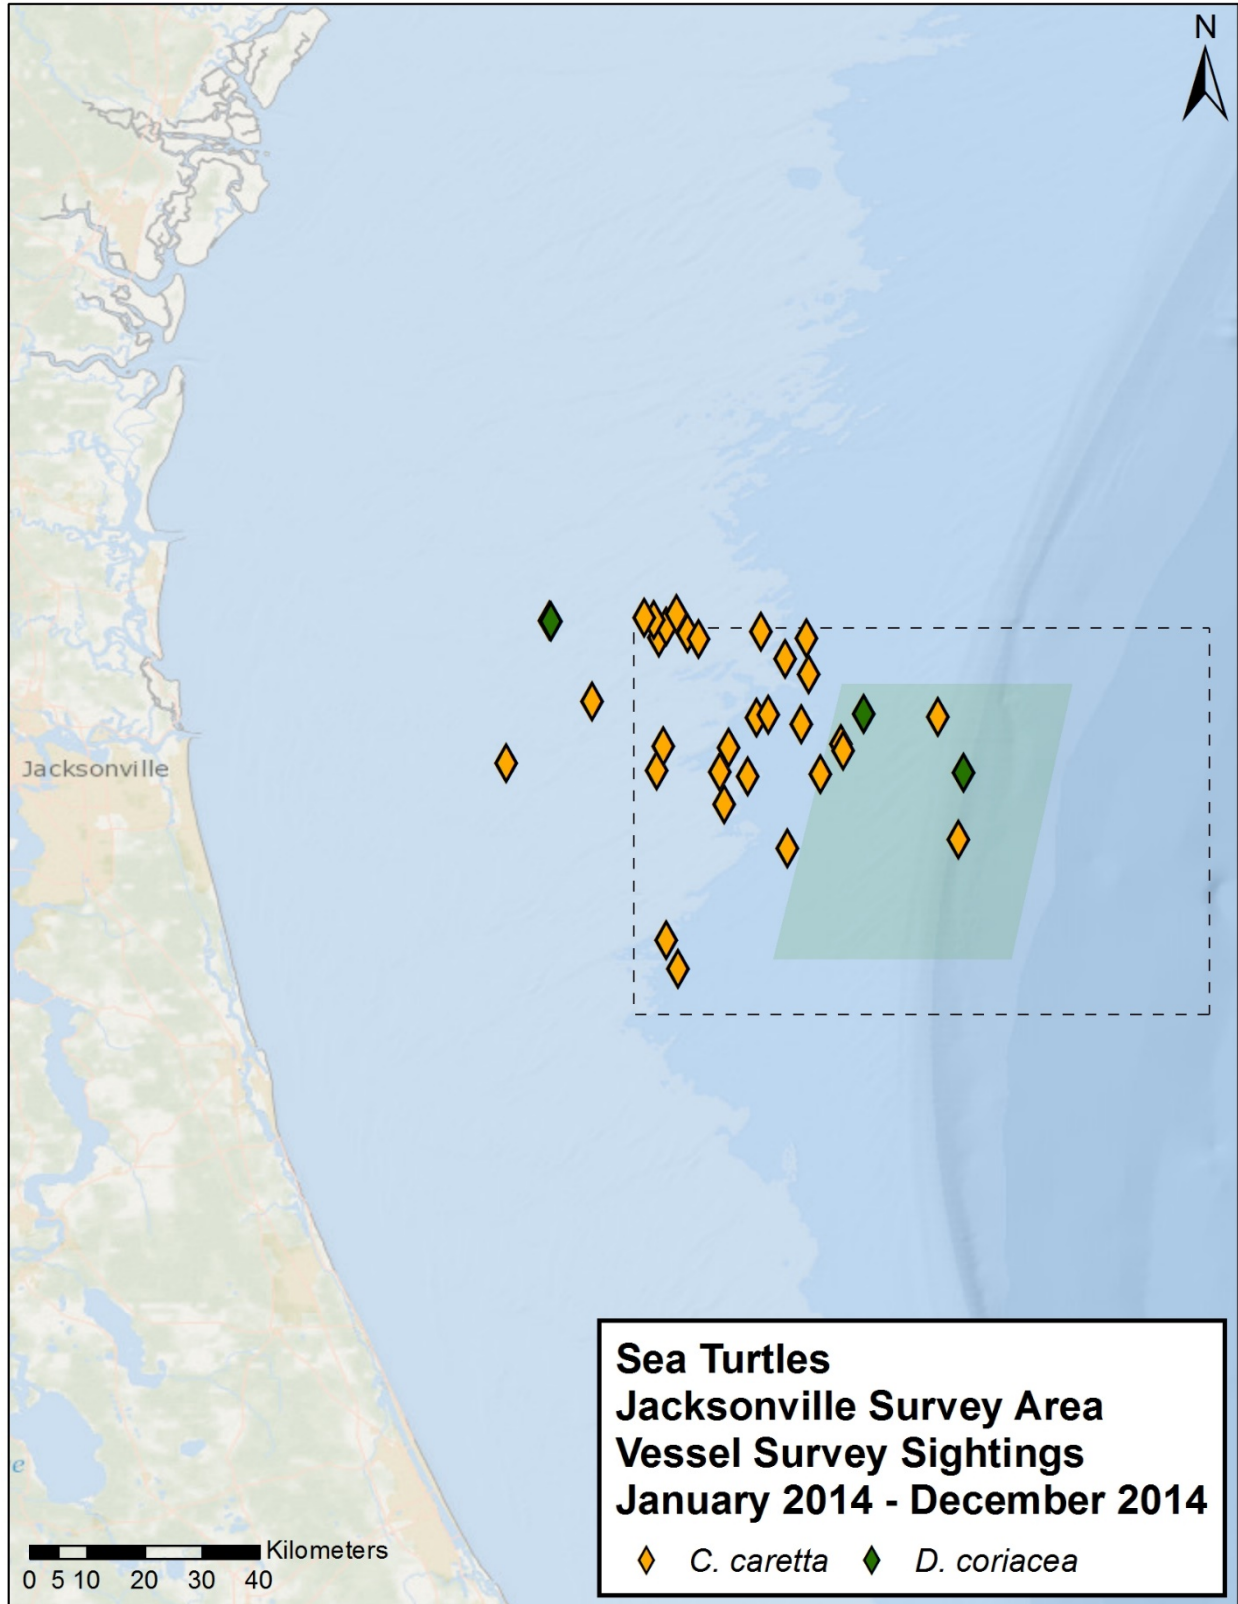 N
Jacksonville
e
Sea Turtles
Jacksonville Survey Area
Vessel Survey Sightings
January 2014 - December 2014
C. caretta D. coriacea
Kilometers
0 5 10 20 30 40